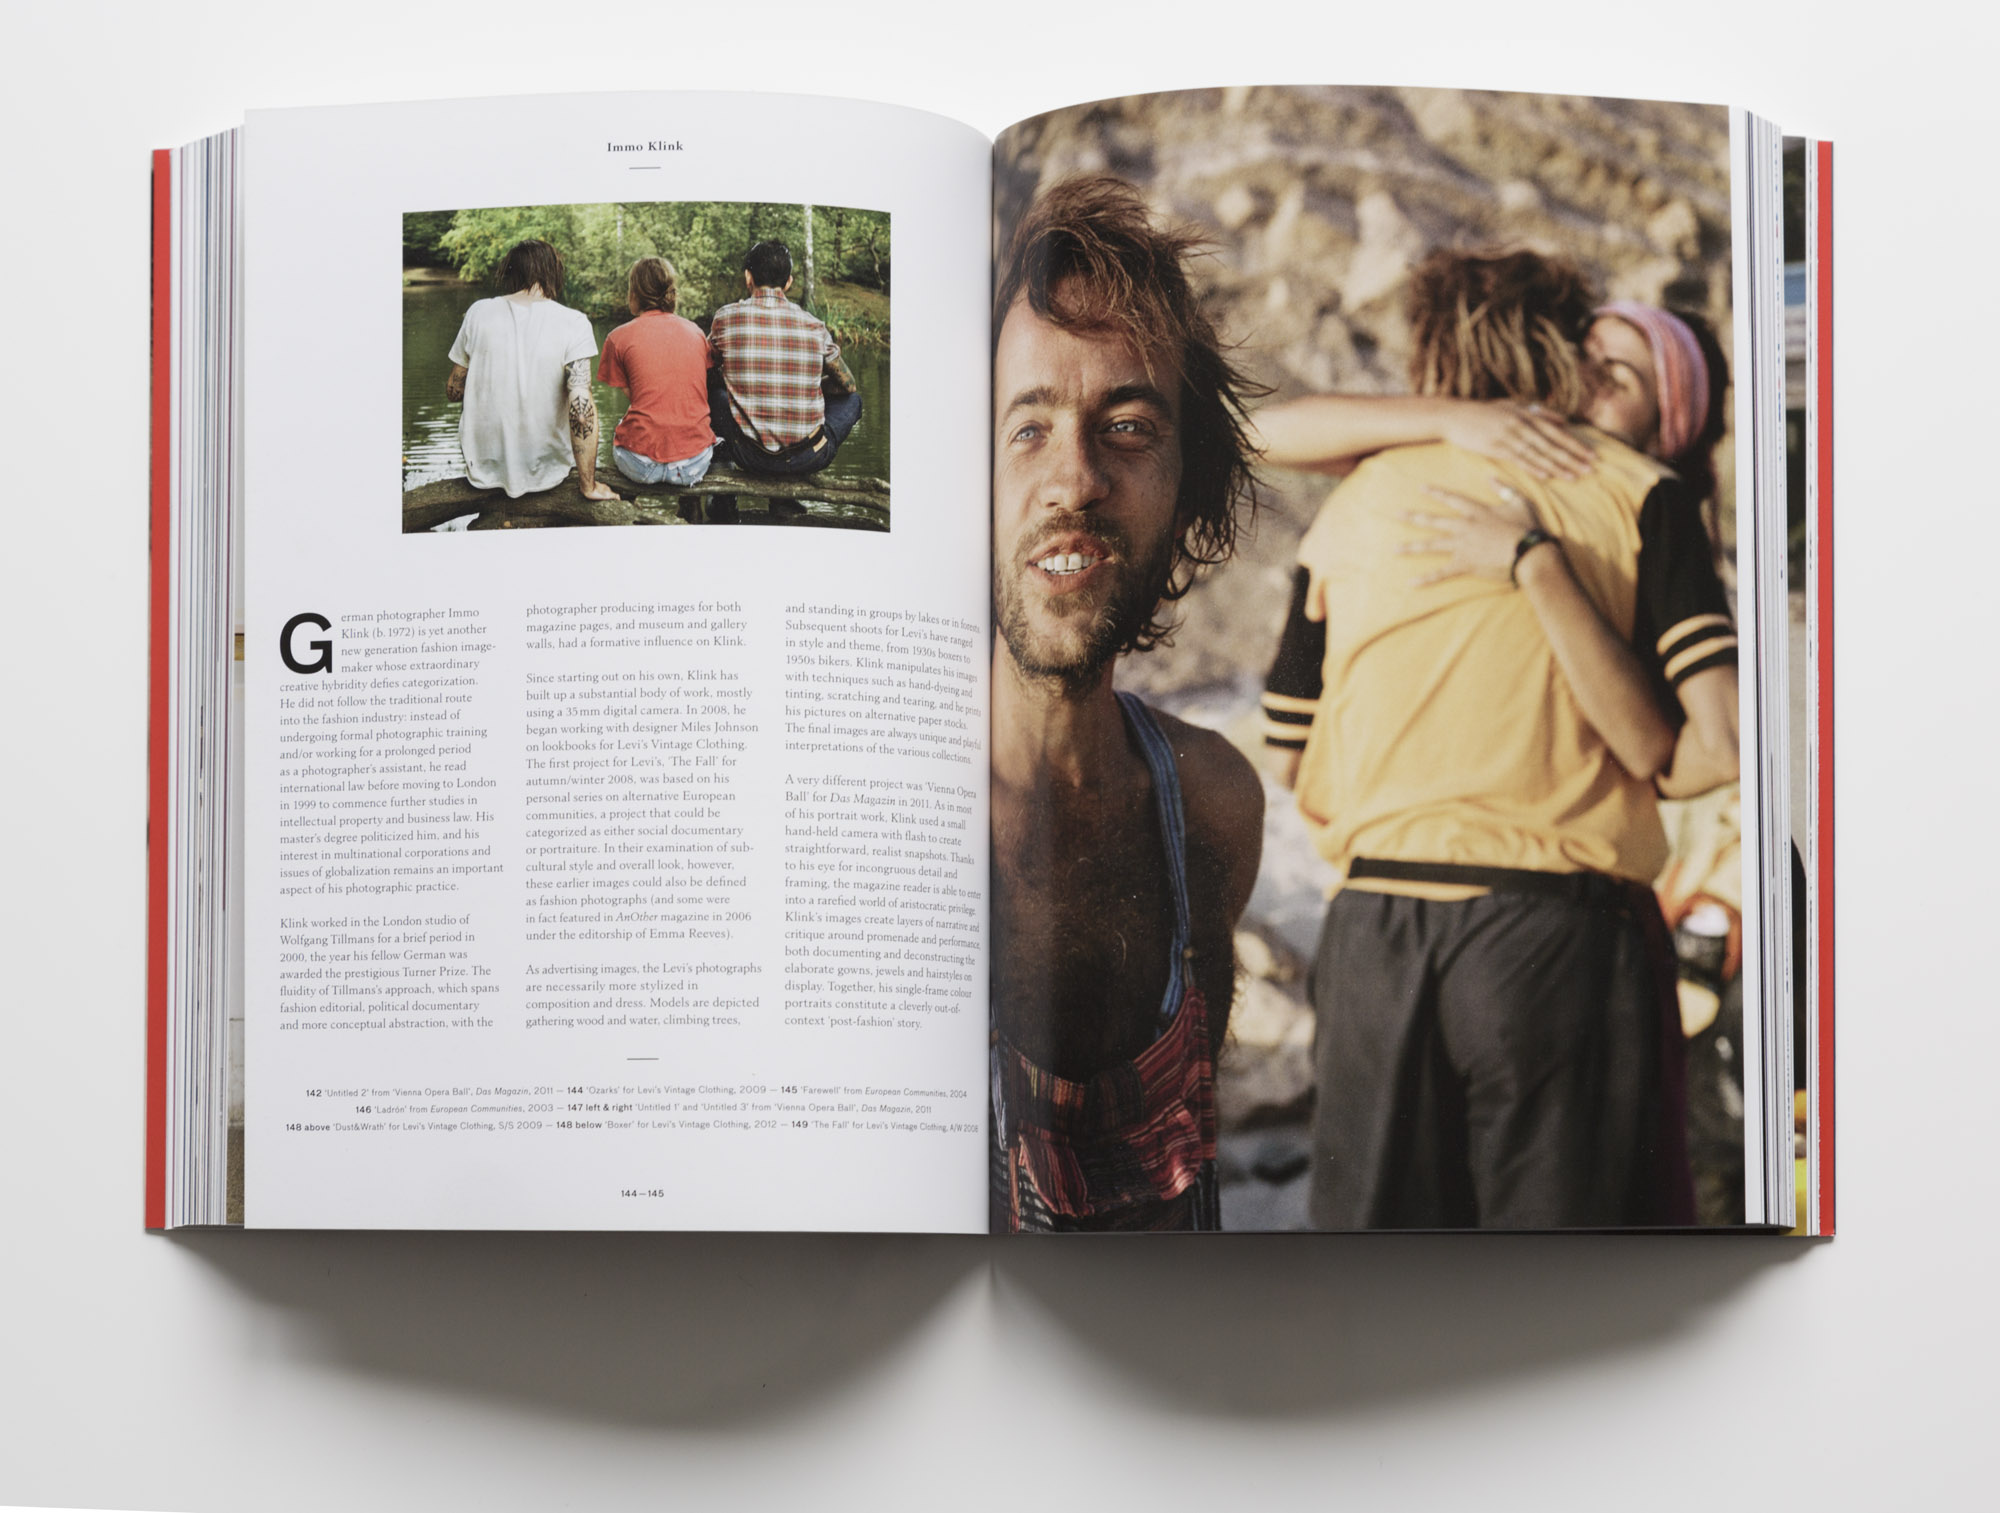 Immo Klink
German photographer Immo
Klink (b. 1972) is yet another
new generation fashion image-
maker whose extraordinary
creative hybridity defies categorization.
He did not follow the traditional route
into the fashion industry: instead of
undergoing formal photographic training
and/or working for a prolonged period
as a photographer's assistant, he read
international law before moving to London
in 1999 to commence further studies in
intellectual property and business law. His
master's degree politicized him, and his
interest in multinational corporations and
issues of globalization remains an important
aspect of his photographic practice.
Klink worked in the London studio of
Wolfgang Tillmans for a brief period in
2000, the year his fellow German was
awarded the prestigious Turner Prize. The
fluidity of Tillmans's approach, which spans
fashion editorial, political documentary
and more conceptual abstraction, with the
photographer producing images for both
magazine pages, and museum and gallery
walls, had a formative influence on Klink.
Since starting out on his own, Klink has
built up a substantial body of work, mostly
using a 35 mm digital camera. In 2008, he
began working with designer Miles Johnson
on lookbooks for Levi's Vintage Clothing.
The first project for Levi's, 'The Fall' for
autumn/winter 2008, was based on his
personal series on alternative European
communities, a project that could be
categorized as either social documentary
or portraiture. In their examination of sub-
cultural style and overall look, however,
these earlier images could also be defined
as fashion photographs (and some were
in fact featured in AnOther magazine in 2006
under the editorship of Emma Reeves).
As advertising images, the Levi's photographs
are necessarily more stylized in
composition and dress. Models are depicted
gathering wood and water, climbing trees,
and standing in groups by lakes or in forests.
Subsequent shoots for Levi's have ranged
in style and theme, from 1930s boxers to
1950s bikers. Klink manipulates his images
with techniques such as hand-dyeing and
tinting, scratching and tearing, and he prints
his pictures on alternative paper stocks.
The final images are always unique and playful
interpretations of the various collections.
A very different project was 'Vienna Opera
Ball' for Das Magazin in 2011. As in most
of his portrait work, Klink used a small
hand-held camera with flash to create
straightforward, realist snapshots. Thanks
to his eye for incongruous detail and
framing, the magazine reader is able to enter
into a rarefied world of aristocratic privilege.
Klink's images create layers of narrative and
critique around promenade and performance,
both documenting and deconstructing the
elaborate gowns, jewels and hairstyles on
display. Together, his single-frame colour
portraits constitute a cleverly out-of-
context 'post-fashion' story.
142 'Untitled 2' from 'Vienna Opera Ball', Das Magazin, 2011 — 144 'Ozarks' for Levi's Vintage Clothing, 2009 — 145 'Farewell' from European Communities, 2004
146 'Ladrón' from European Communities, 2003 — 147 left & right 'Untitled 1' and 'Untitled 3' from 'Vienna Opera Ball', Das Magazin, 2011
148 above 'Dust&Wrath' for Levi's Vintage Clothing, S/S 2009 — 148 below 'Boxer' for Levi's Vintage Clothing, 2012 — 149 'The Fall' for Levi's Vintage Clothing, A/W 2008
144–145